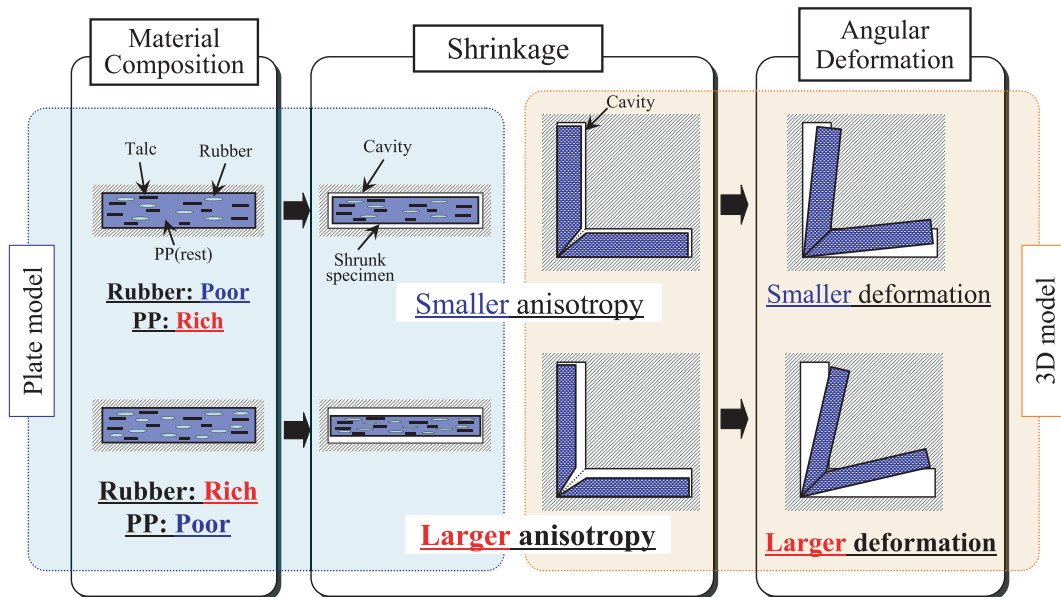 Material
Composition
Shrinkage
Angular
Deformation
Plate model
Talc
Rubber
PP(rest)
Rubber: Poor
PP: Rich
Cavity
Shrunk
specimen
Cavity
Smaller anisotropy
Smaller deformation
3D model
Rubber: Rich
PP: Poor
Larger anisotropy
Larger deformation